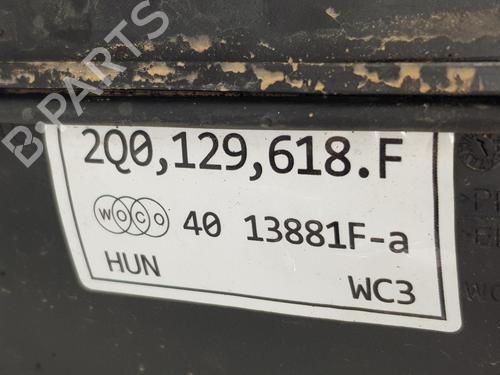 B-PARTS
2Q0,129,618.F
WOCO 40 13881F-a
HUN WC3